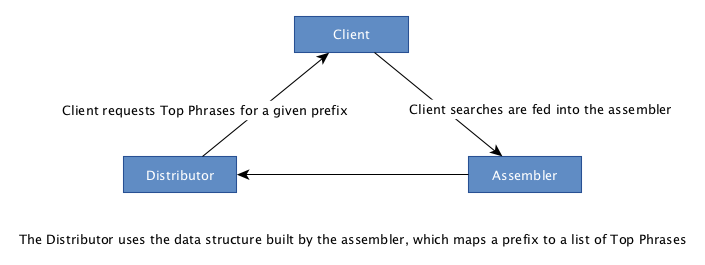 Client
Client requests Top Phrases for a given prefix
Client searches are fed into the assembler
Distributor
Assembler
The Distributor uses the data structure built by the assembler, which maps a prefix to a list of Top Phrases